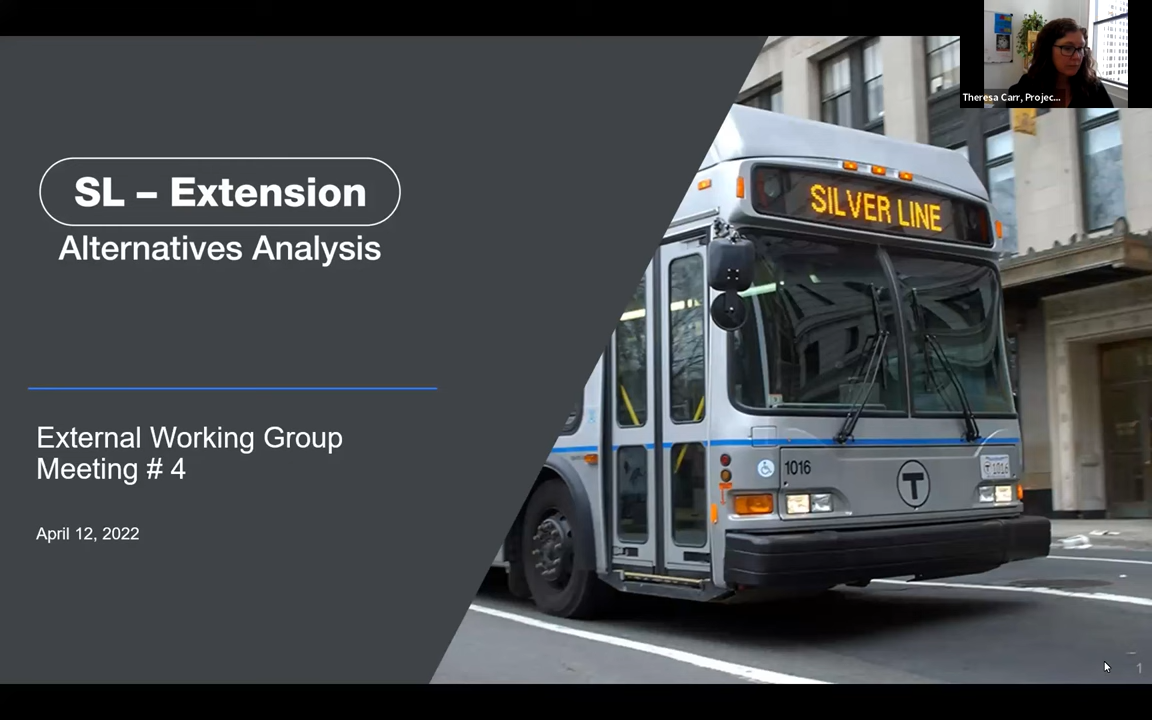 Theresa Carr, Projec...
SL – Extension
Alternatives Analysis
SILVER LINE
External Working Group
Meeting # 4
1016
T
1016
April 12, 2022
1